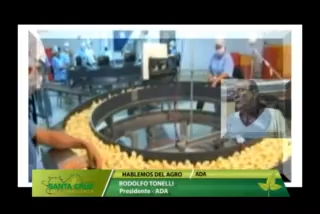 HABLEMOS DEL AGRO
ADA
SANTA CRUZ
RODOLFO TONELLI
Presidente - ADA